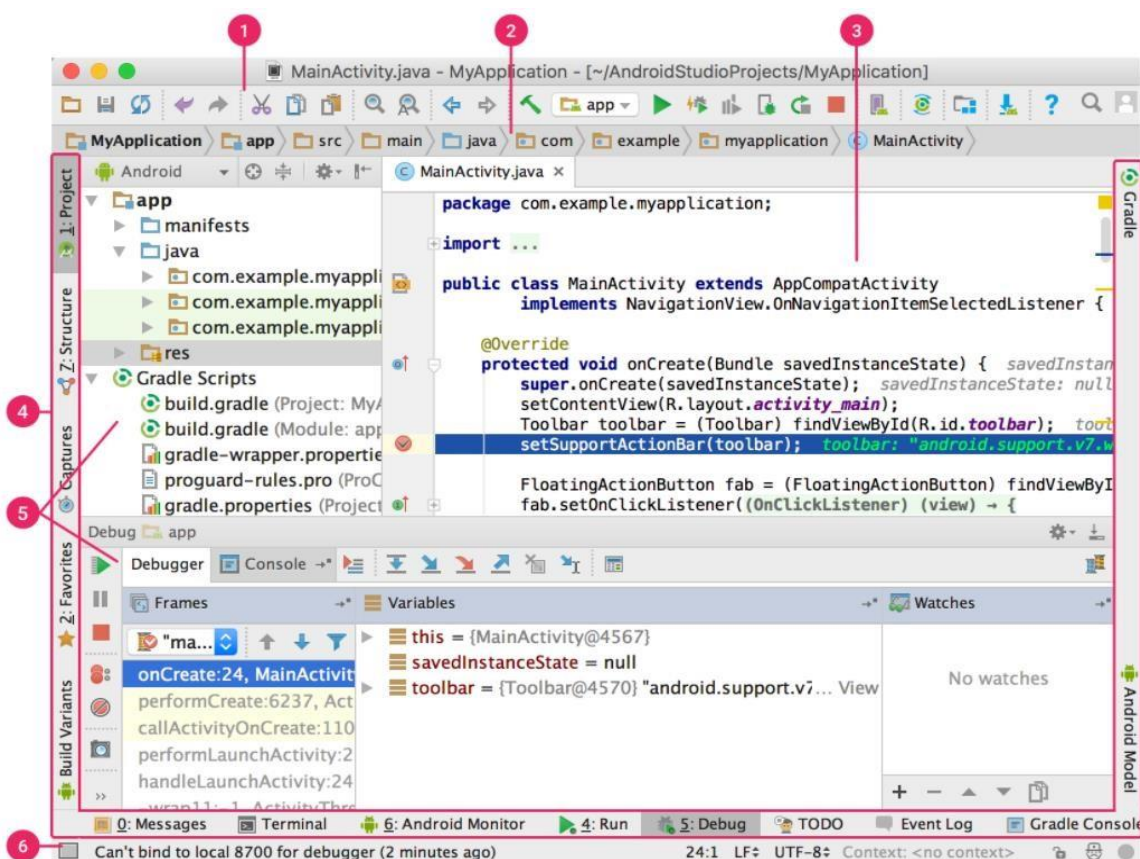 1
2
3
MainActivity.java - MyApplication - [~/AndroidStudioProjects/MyApplication]
app
MyApplication app src main java com example myapplication MainActivity
Android
MainActivity.java
1: Project
Z: Structure
Captures
2: Favorites
Build Variants
4
5
app
manifests
java
com.example.myappli
com.example.myappli
com.example.myappli
res
Gradle Scripts
build.gradle (Project: MyA
build.gradle (Module: app
gradle-wrapper.propertie
proguard-rules.pro (ProC
gradle.properties (Project
package com.example.myapplication;
import ...
public class MainActivity extends AppCompatActivity
implements NavigationView.OnNavigationItemSelectedListener {
@Override
protected void onCreate(Bundle savedInstanceState) { savedInstan
super.onCreate(savedInstanceState); savedInstanceState: null
setContentView(R.layout.activity_main);
Toolbar toolbar = (Toolbar) findViewById(R.id.toolbar); tool
setSupportActionBar(toolbar); toolbar: "android.support.v7.w
FloatingActionButton fab = (FloatingActionButton) findViewByI
fab.setOnClickListener((OnClickListener) (view) → {
Gradle
Android Model
Debug app
Debugger Console
Frames
Variables
Watches
"ma...
onCreate:24, MainActivit
performCreate:6237, Act
callActivityOnCreate:110
performLaunchActivity:2
handleLaunchActivity:24
-wrap11:-1, ActivityThre
this = {MainActivity@4567}
savedInstanceState = null
toolbar = {Toolbar@4570} "android.support.v7... View
No watches
0: Messages Terminal 6: Android Monitor 4: Run 5: Debug TODO Event Log Gradle Console
6
Can't bind to local 8700 for debugger (2 minutes ago) 24:1 LF UTF-8 Context: <no context>